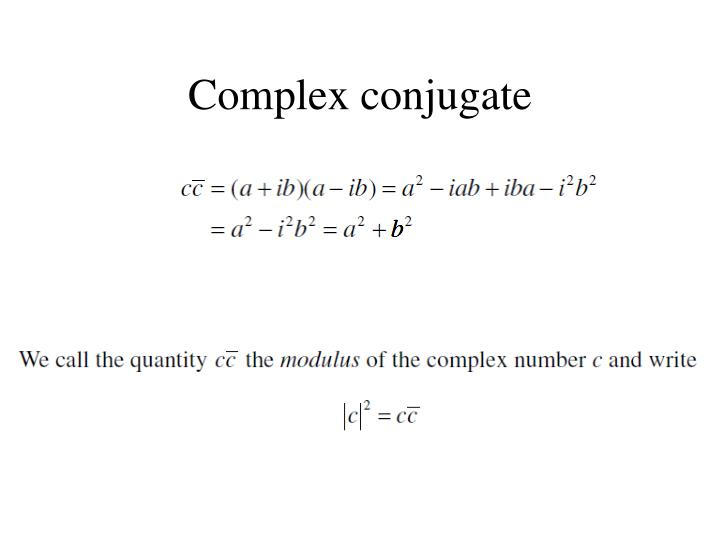 Complex conjugate
cc̅ = (a + ib)(a − ib) = a² − iab + iba − i²b²
= a² − i²b² = a² + b²
We call the quantity cc̅ the modulus of the complex number c and write
|c|² = cc̅